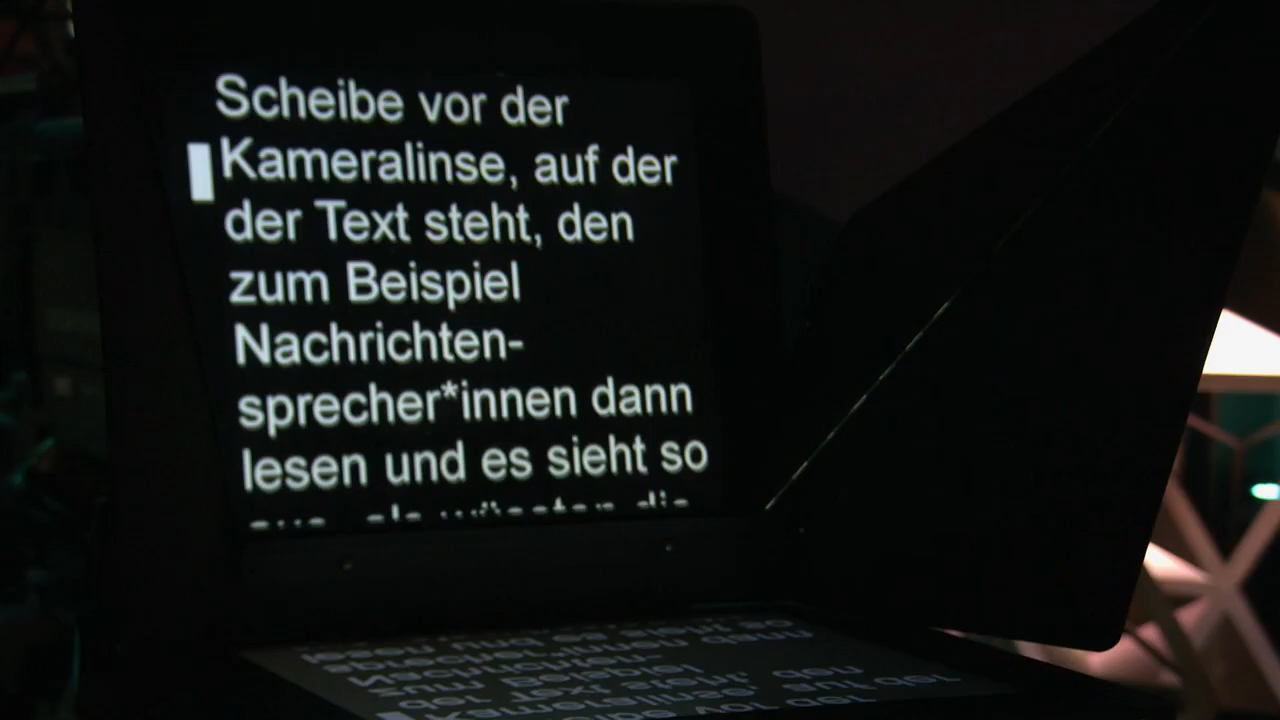 Scheibe vor der
Kameralinse, auf der
der Text steht, den
zum Beispiel
Nachrichten-
sprecher*innen dann
lesen und es sieht so